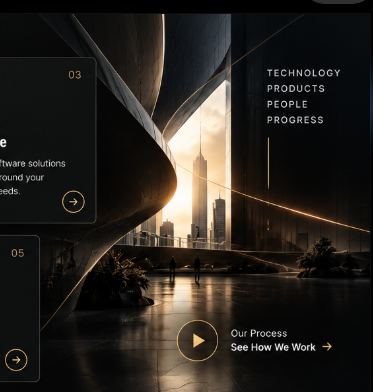 03
e
ftware solutions
round your
eeds.
05
TECHNOLOGY
PRODUCTS
PEOPLE
PROGRESS
Our Process
See How We Work